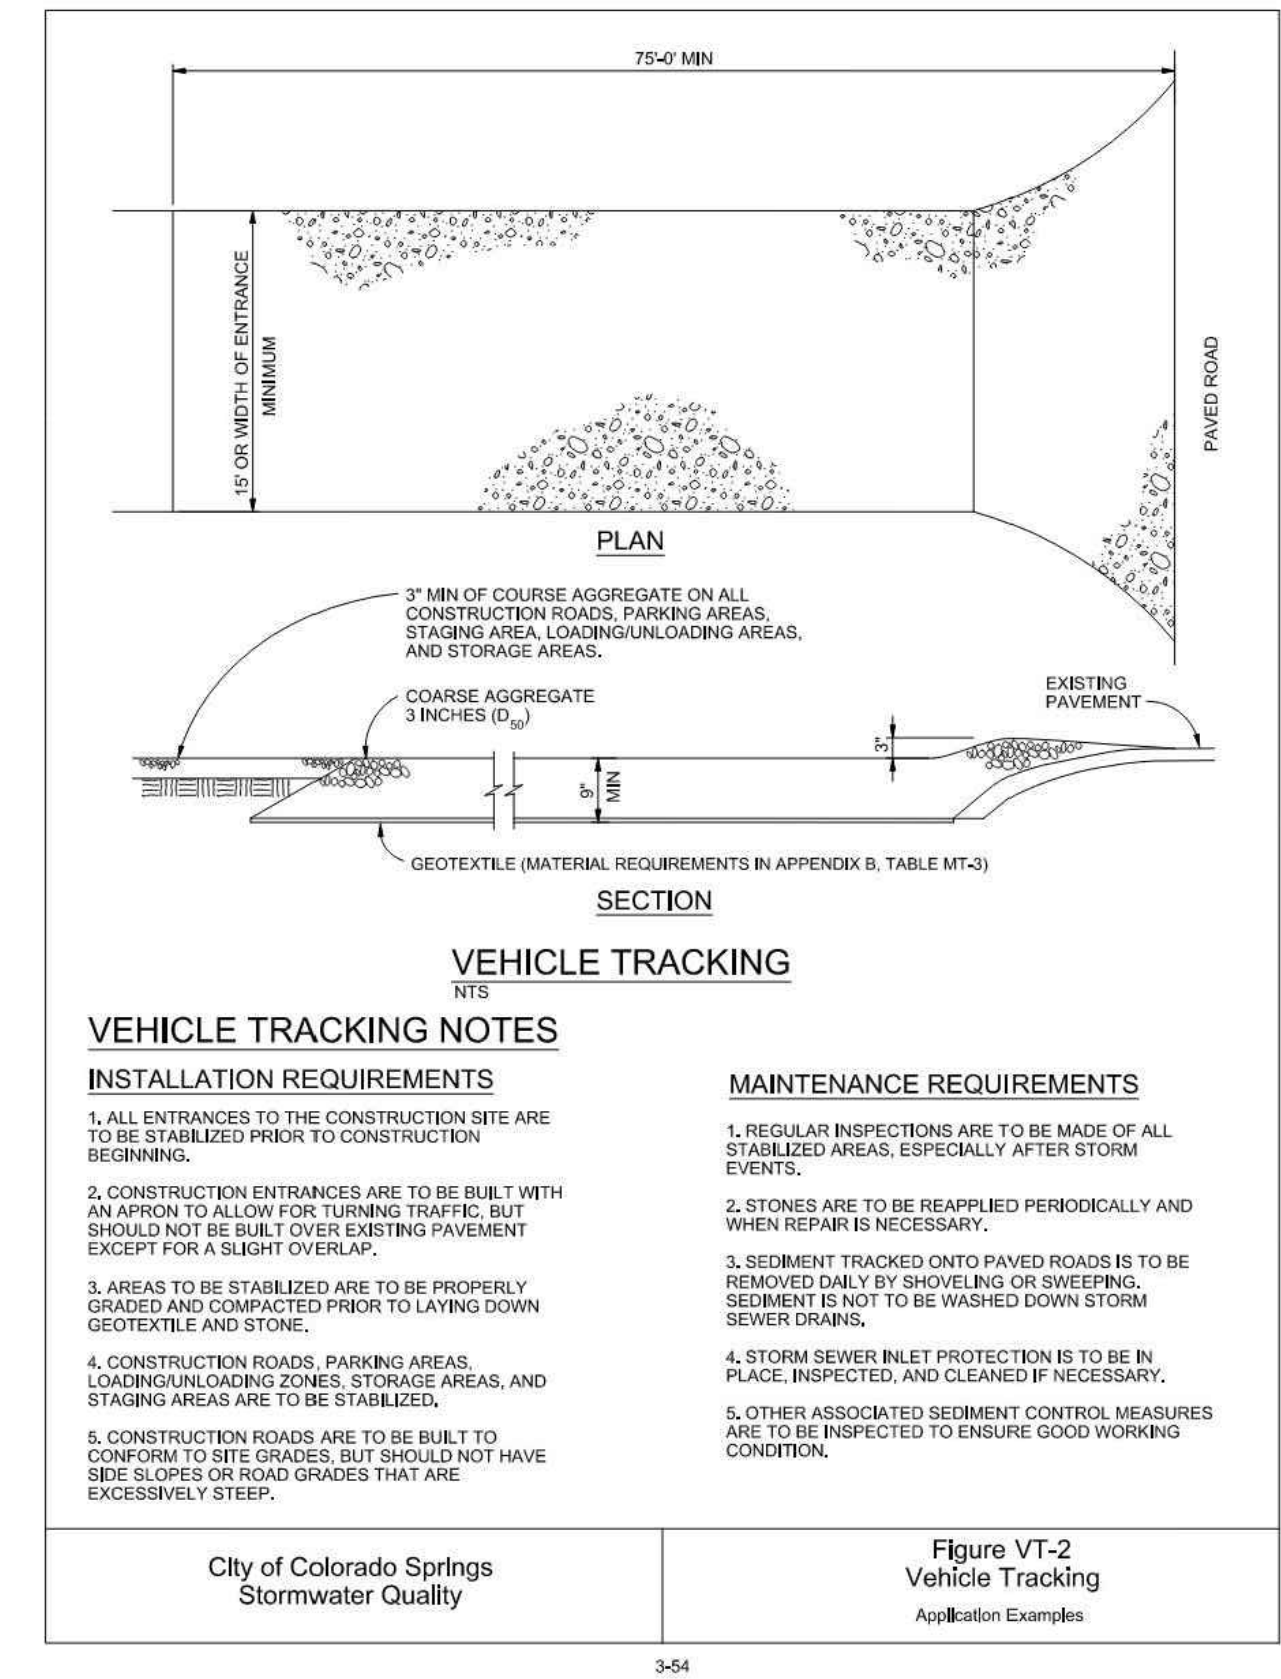 75'-0' MIN
15' OR WIDTH OF ENTRANCE
MINIMUM
PAVED ROAD
PLAN
3" MIN OF COURSE AGGREGATE ON ALL
CONSTRUCTION ROADS, PARKING AREAS,
STAGING AREA, LOADING/UNLOADING AREAS,
AND STORAGE AREAS.
COARSE AGGREGATE
3 INCHES (D50)
EXISTING
PAVEMENT
3"
9"
MIN
GEOTEXTILE (MATERIAL REQUIREMENTS IN APPENDIX B, TABLE MT-3)
SECTION
VEHICLE TRACKING
NTS
VEHICLE TRACKING NOTES
INSTALLATION REQUIREMENTS
1. ALL ENTRANCES TO THE CONSTRUCTION SITE ARE
TO BE STABILIZED PRIOR TO CONSTRUCTION
BEGINNING.
2. CONSTRUCTION ENTRANCES ARE TO BE BUILT WITH
AN APRON TO ALLOW FOR TURNING TRAFFIC, BUT
SHOULD NOT BE BUILT OVER EXISTING PAVEMENT
EXCEPT FOR A SLIGHT OVERLAP.
3. AREAS TO BE STABILIZED ARE TO BE PROPERLY
GRADED AND COMPACTED PRIOR TO LAYING DOWN
GEOTEXTILE AND STONE.
4. CONSTRUCTION ROADS, PARKING AREAS,
LOADING/UNLOADING ZONES, STORAGE AREAS, AND
STAGING AREAS ARE TO BE STABILIZED.
5. CONSTRUCTION ROADS ARE TO BE BUILT TO
CONFORM TO SITE GRADES, BUT SHOULD NOT HAVE
SIDE SLOPES OR ROAD GRADES THAT ARE
EXCESSIVELY STEEP.
MAINTENANCE REQUIREMENTS
1. REGULAR INSPECTIONS ARE TO BE MADE OF ALL
STABILIZED AREAS, ESPECIALLY AFTER STORM
EVENTS.
2. STONES ARE TO BE REAPPLIED PERIODICALLY AND
WHEN REPAIR IS NECESSARY.
3. SEDIMENT TRACKED ONTO PAVED ROADS IS TO BE
REMOVED DAILY BY SHOVELING OR SWEEPING.
SEDIMENT IS NOT TO BE WASHED DOWN STORM
SEWER DRAINS.
4. STORM SEWER INLET PROTECTION IS TO BE IN
PLACE, INSPECTED, AND CLEANED IF NECESSARY.
5. OTHER ASSOCIATED SEDIMENT CONTROL MEASURES
ARE TO BE INSPECTED TO ENSURE GOOD WORKING
CONDITION.
City of Colorado Springs
Stormwater Quality
Figure VT-2
Vehicle Tracking
Application Examples
3-54